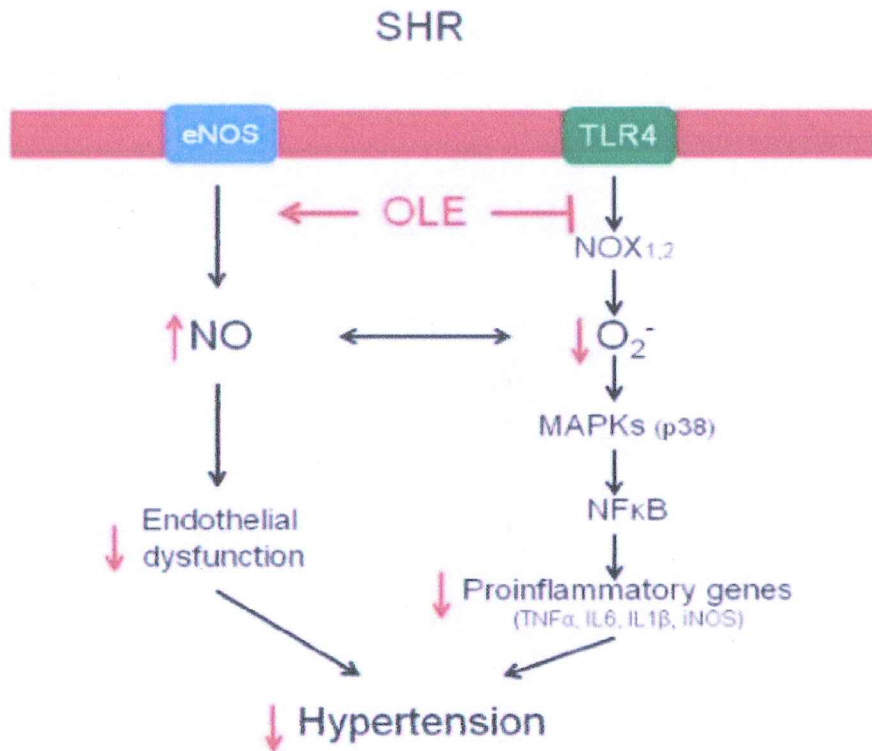 SHR
eNOS
TLR4
OLE
NOX1,2
↑NO
↓O2-
MAPKs (p38)
NFκB
↓ Endothelial
dysfunction
↓ Proinflammatory genes
(TNFα, IL6, IL1β, iNOS)
↓ Hypertension